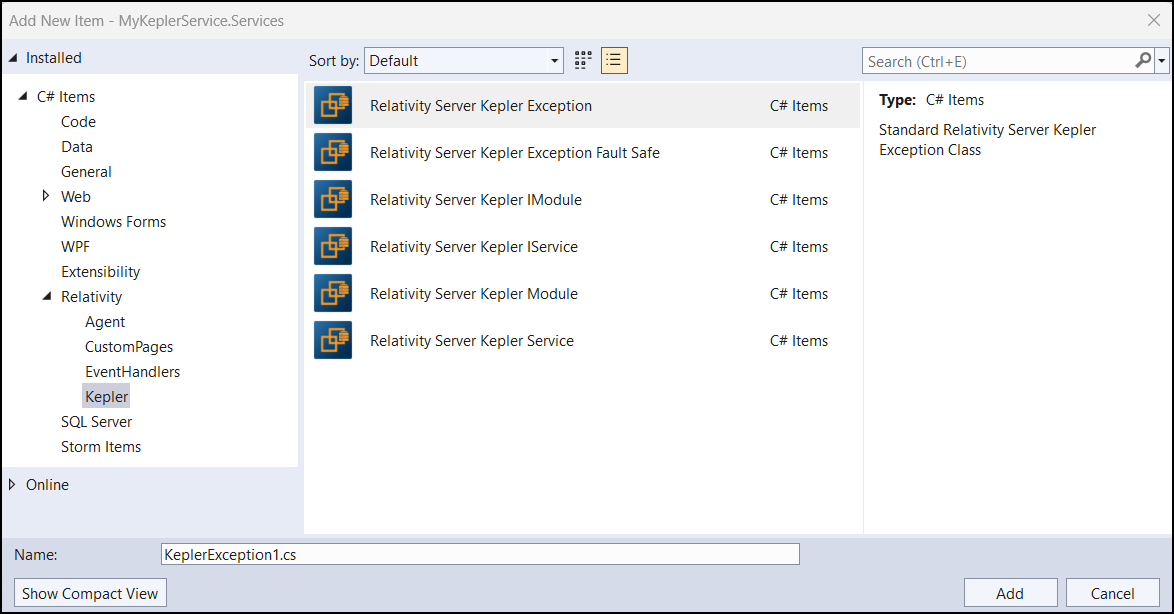 Add New Item - MyKeplerService.Services
Installed
Sort by: Default
Search (Ctrl+E)
C# Items
Code
Data
General
Web
Windows Forms
WPF
Extensibility
Relativity
Agent
CustomPages
EventHandlers
Kepler
SQL Server
Storm Items
Online
Relativity Server Kepler Exception C# Items
Relativity Server Kepler Exception Fault Safe C# Items
Relativity Server Kepler IModule C# Items
Relativity Server Kepler IService C# Items
Relativity Server Kepler Module C# Items
Relativity Server Kepler Service C# Items
Type: C# Items
Standard Relativity Server Kepler
Exception Class
Name: KeplerException1.cs
Show Compact View
Add
Cancel